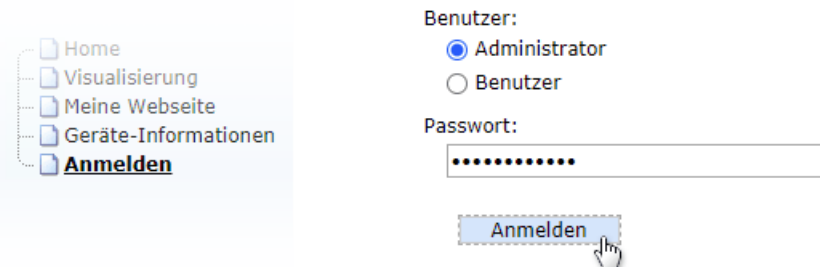 Home
Visualisierung
Meine Webseite
Geräte-Informationen
Anmelden
Benutzer:
Administrator
Benutzer
Passwort:
••••••••••••
Anmelden